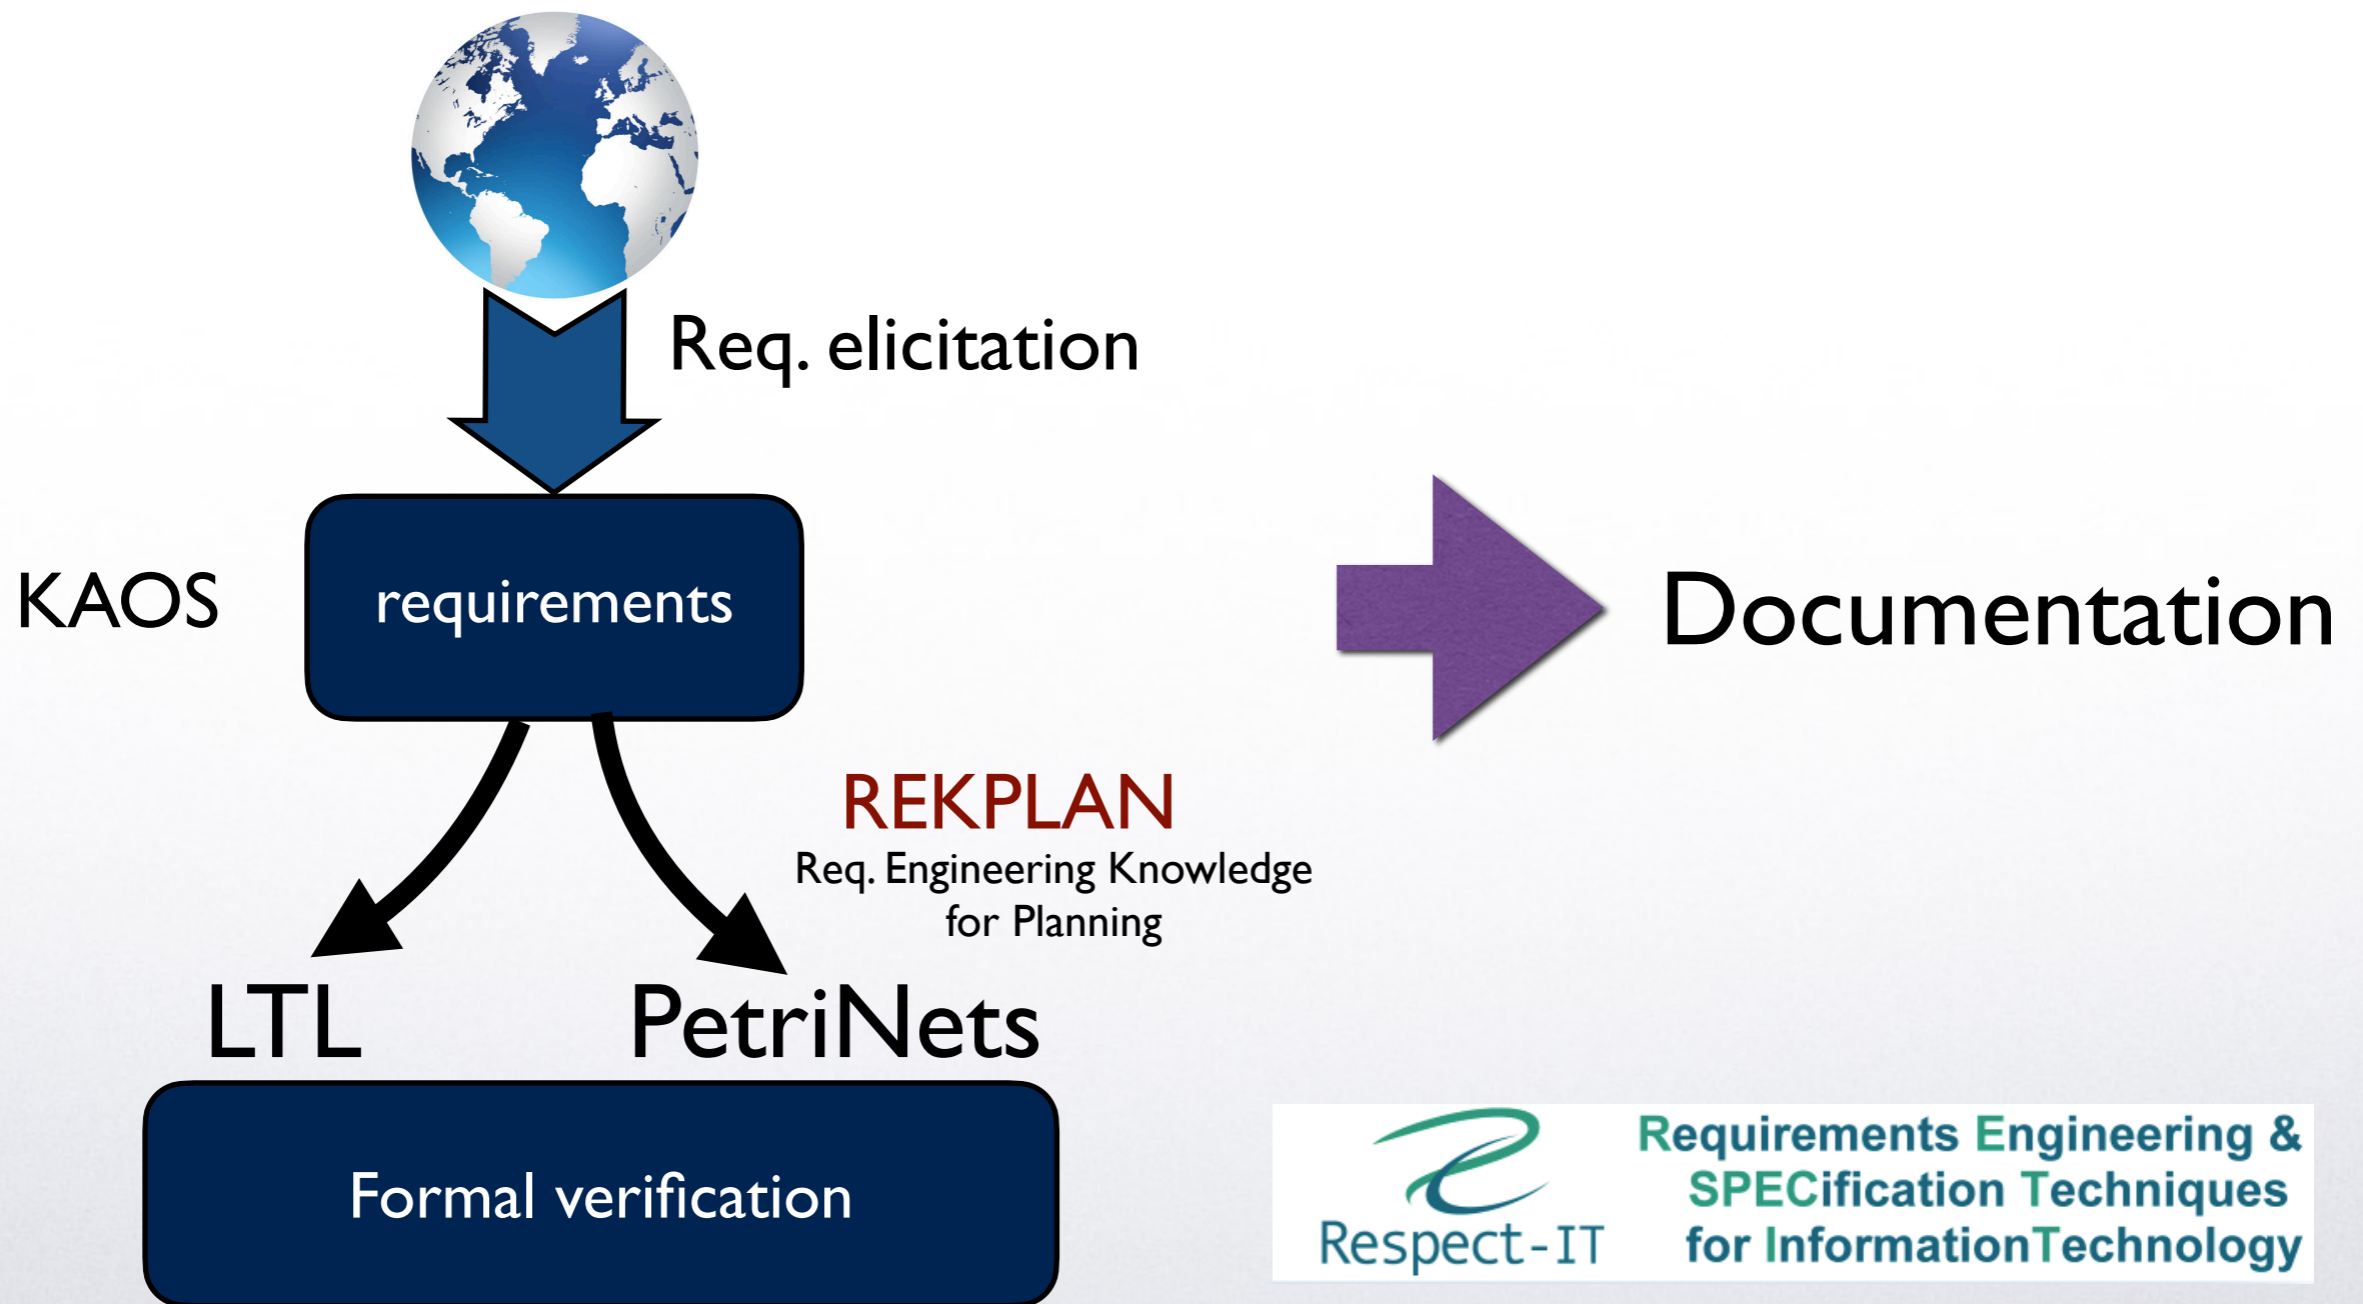 Req. elicitation
KAOS
requirements
Documentation
REKPLAN
Req. Engineering Knowledge
for Planning
LTL
PetriNets
Formal verification
Respect-IT
Requirements Engineering &
SPECification Techniques
for InformationTechnology